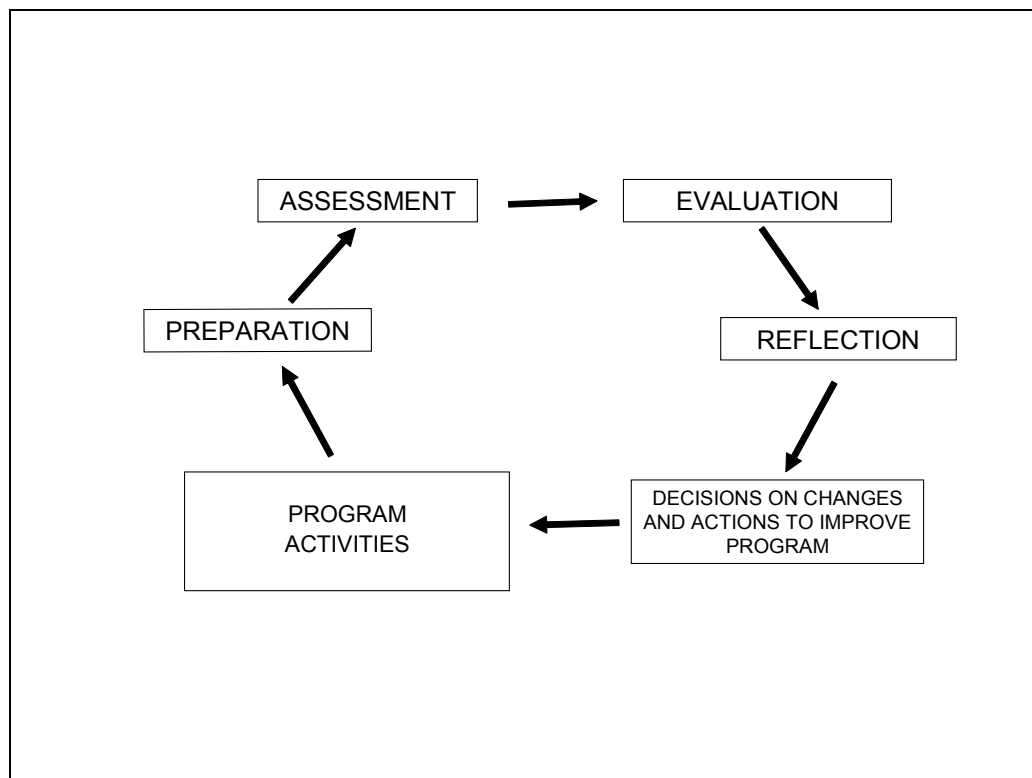 ASSESSMENT
EVALUATION
PREPARATION
REFLECTION
PROGRAM
ACTIVITIES
DECISIONS ON CHANGES
AND ACTIONS TO IMPROVE
PROGRAM